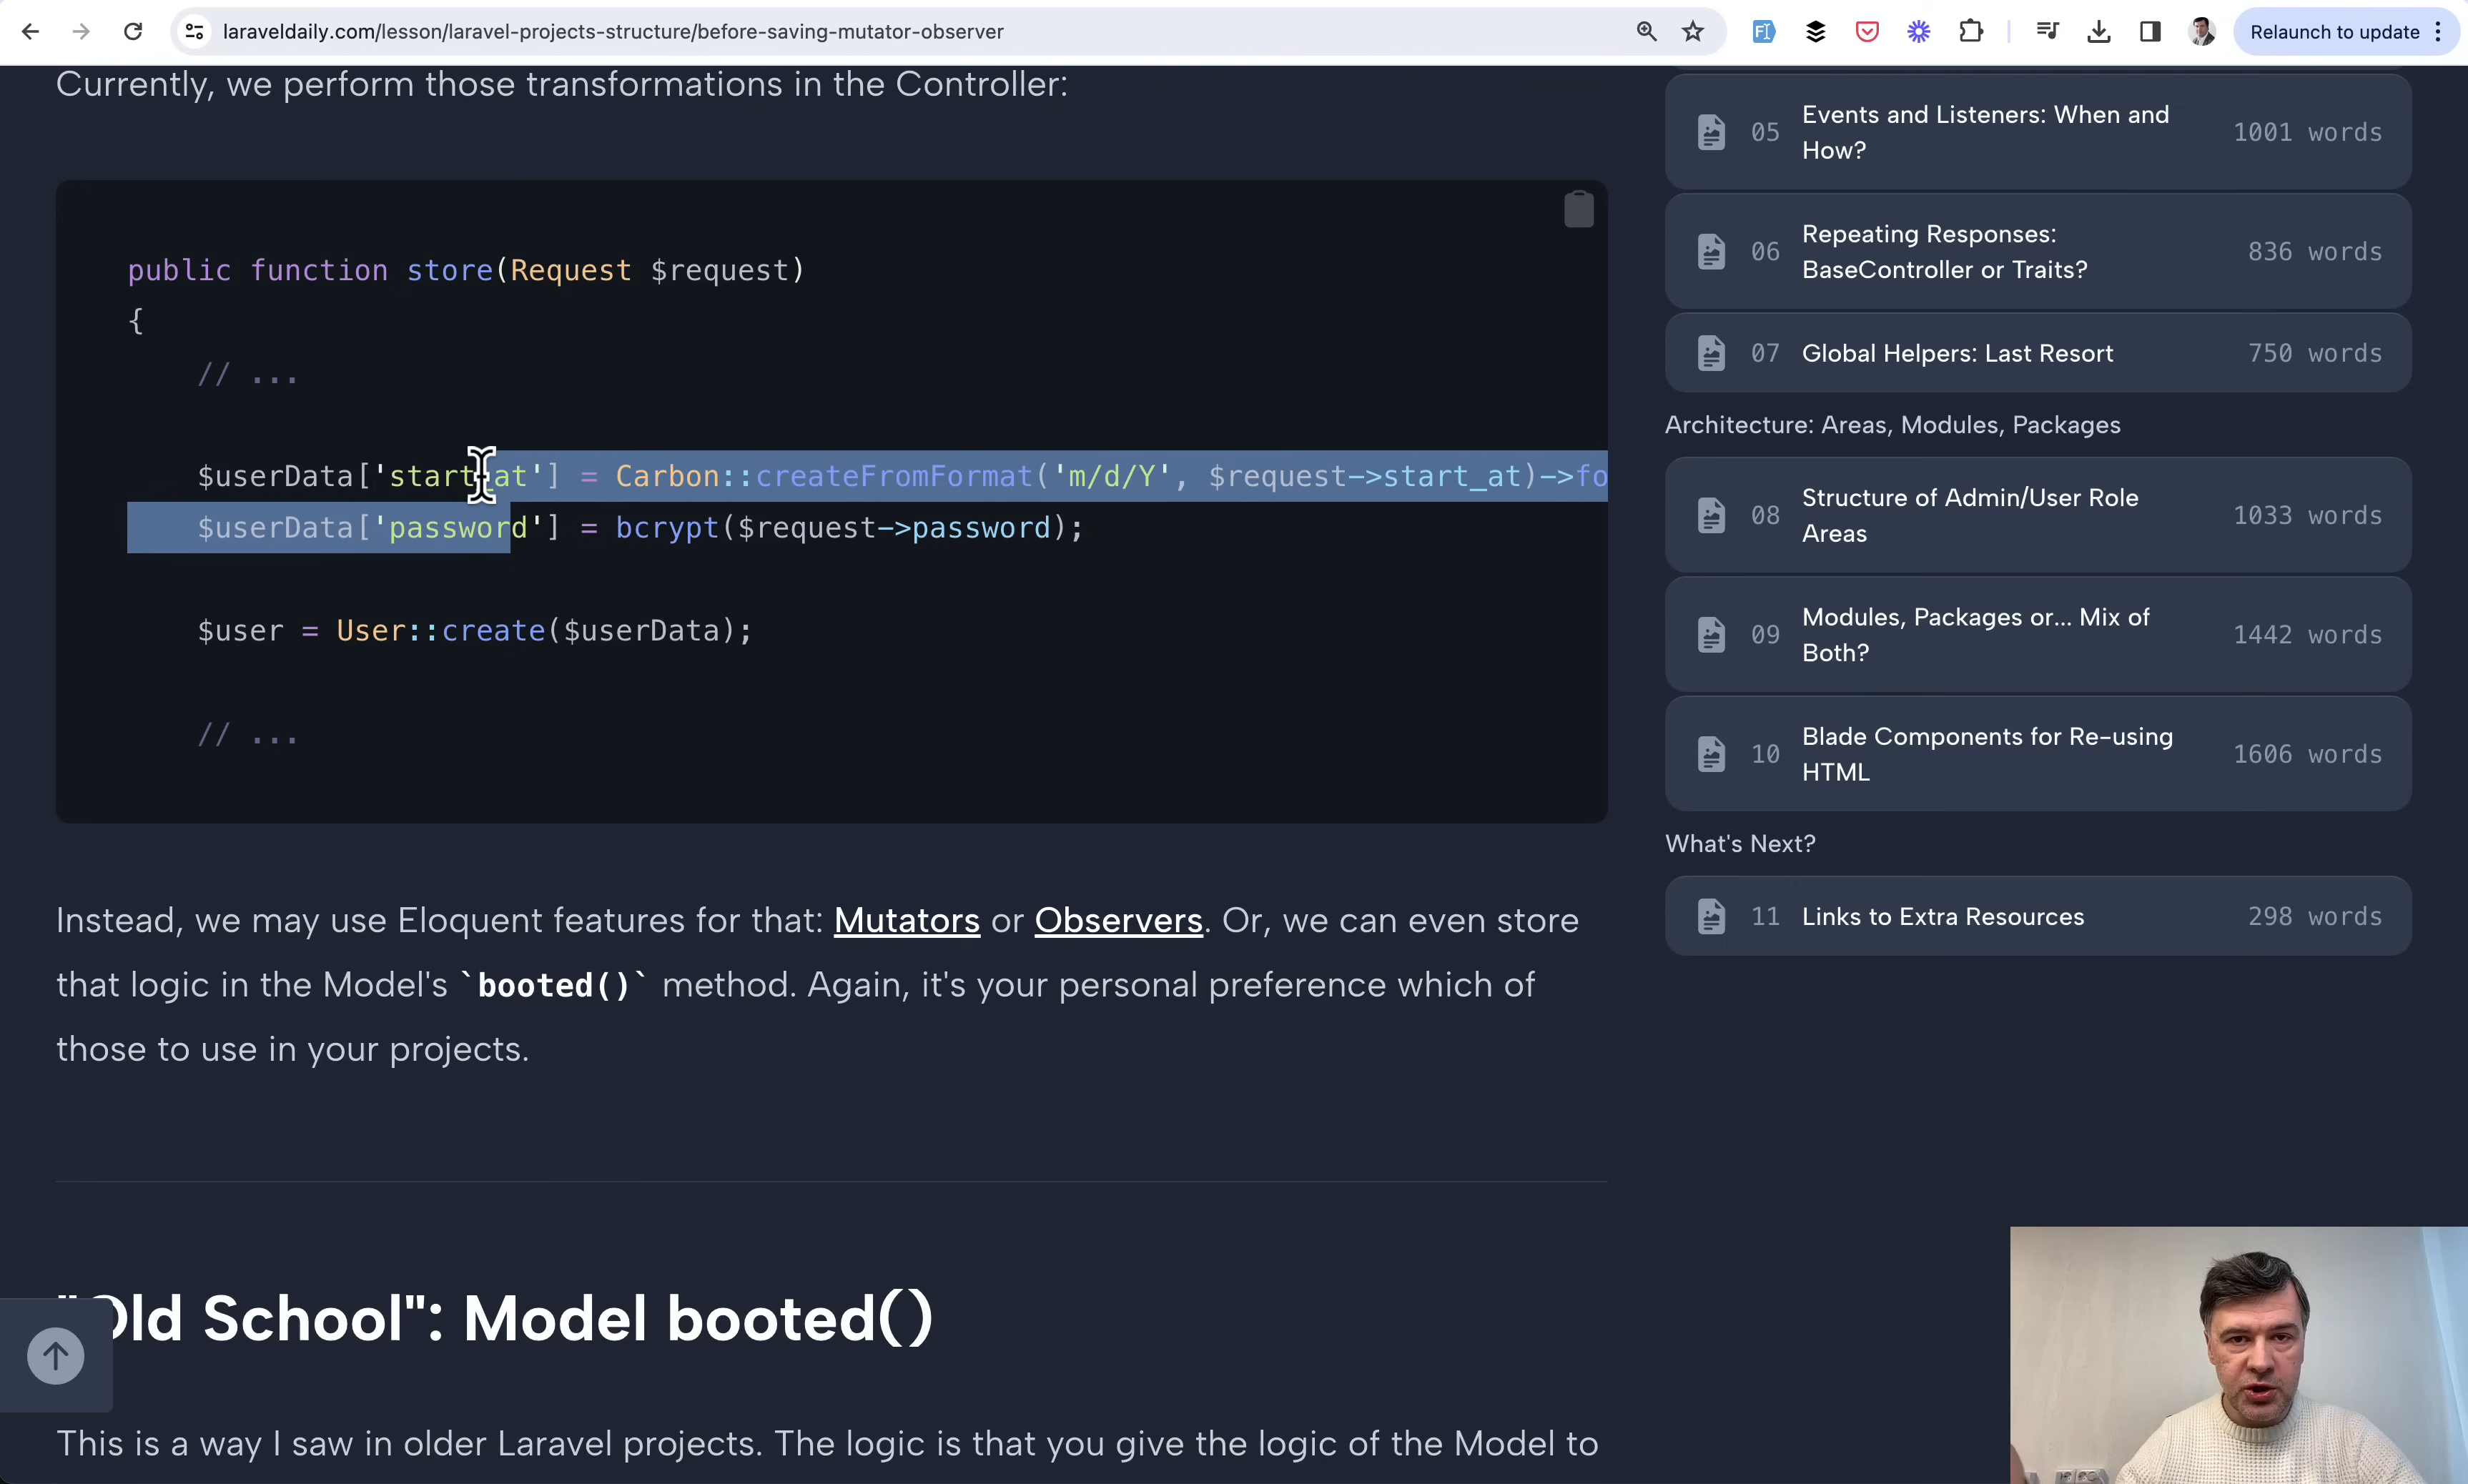 laraveldaily.com/lesson/laravel-projects-structure/before-saving-mutator-observer
Relaunch to update
Currently, we perform those transformations in the Controller:
public function store(Request $request)
{
// ...
$userData['start_at'] = Carbon::createFromFormat('m/d/Y', $request->start_at)->fo
$userData['password'] = bcrypt($request->password);
$user = User::create($userData);
// ...
Instead, we may use Eloquent features for that: Mutators or Observers. Or, we can even store
that logic in the Model's `booted()` method. Again, it's your personal preference which of
those to use in your projects.
"Old School": Model booted()
This is a way I saw in older Laravel projects. The logic is that you give the logic of the Model to
05 Events and Listeners: When and 1001 words
How?
06 Repeating Responses: 836 words
BaseController or Traits?
07 Global Helpers: Last Resort 750 words
Architecture: Areas, Modules, Packages
08 Structure of Admin/User Role 1033 words
Areas
09 Modules, Packages or... Mix of 1442 words
Both?
10 Blade Components for Re-using 1606 words
HTML
What's Next?
11 Links to Extra Resources 298 words